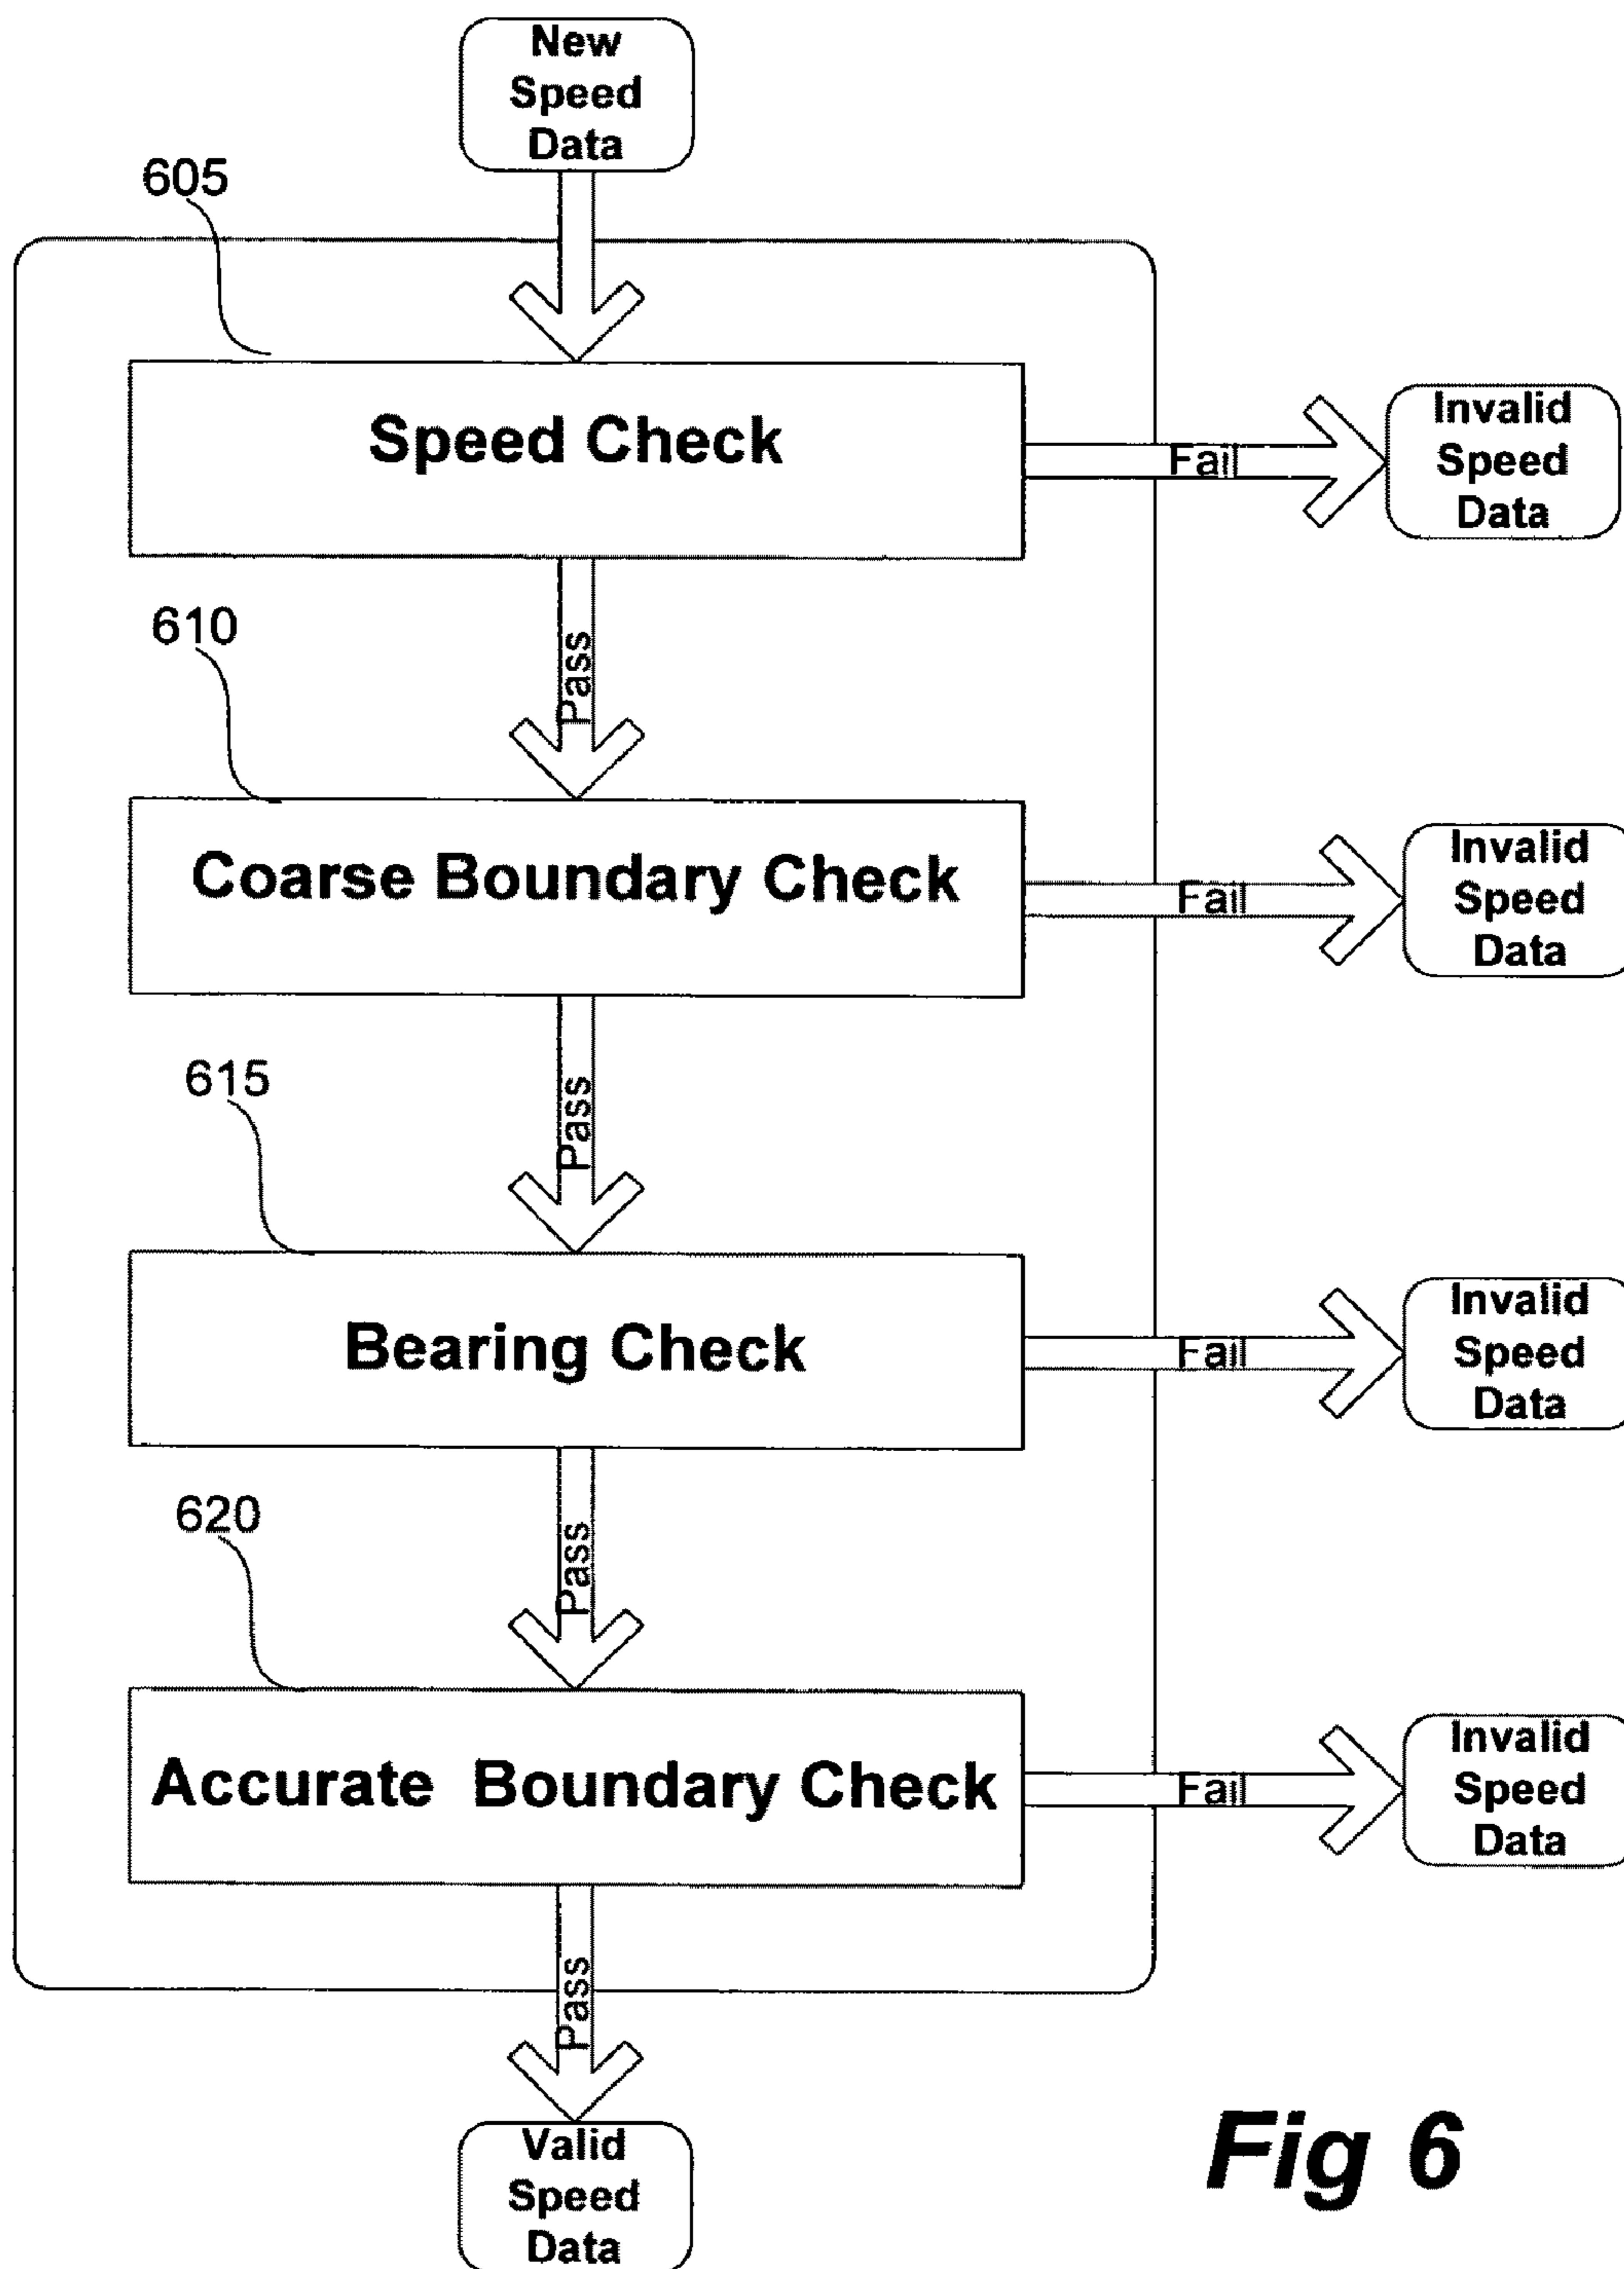 New
Speed
Data
605
Speed Check
Fail
Invalid
Speed
Data
Pass
610
Coarse Boundary Check
Fail
Invalid
Speed
Data
Pass
615
Bearing Check
Fail
Invalid
Speed
Data
Pass
620
Accurate Boundary Check
Fail
Invalid
Speed
Data
Pass
Valid
Speed
Data
Fig 6